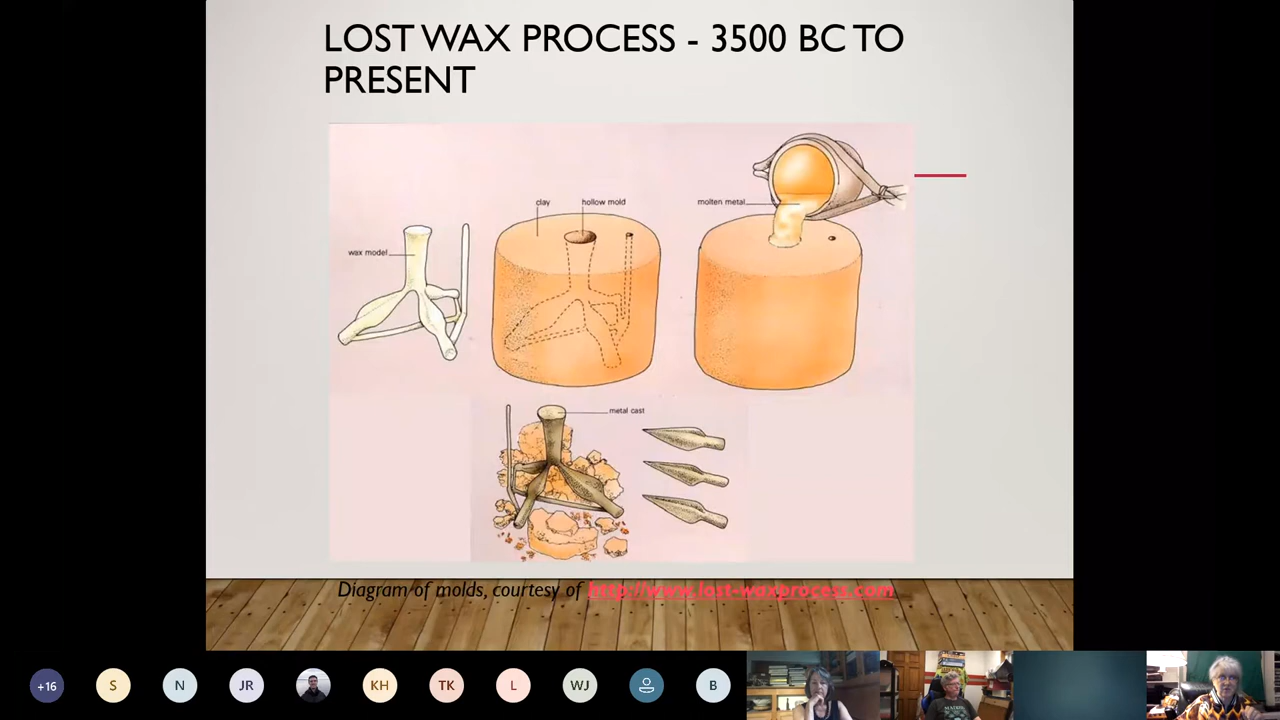 LOST WAX PROCESS - 3500 BC TO
PRESENT
clay
hollow mold
molten metal
wax model
metal cast
Diagram of molds, courtesy of http://www.lost-waxprocess.com
+16
S
N
JR
KH
TK
L
WJ
B